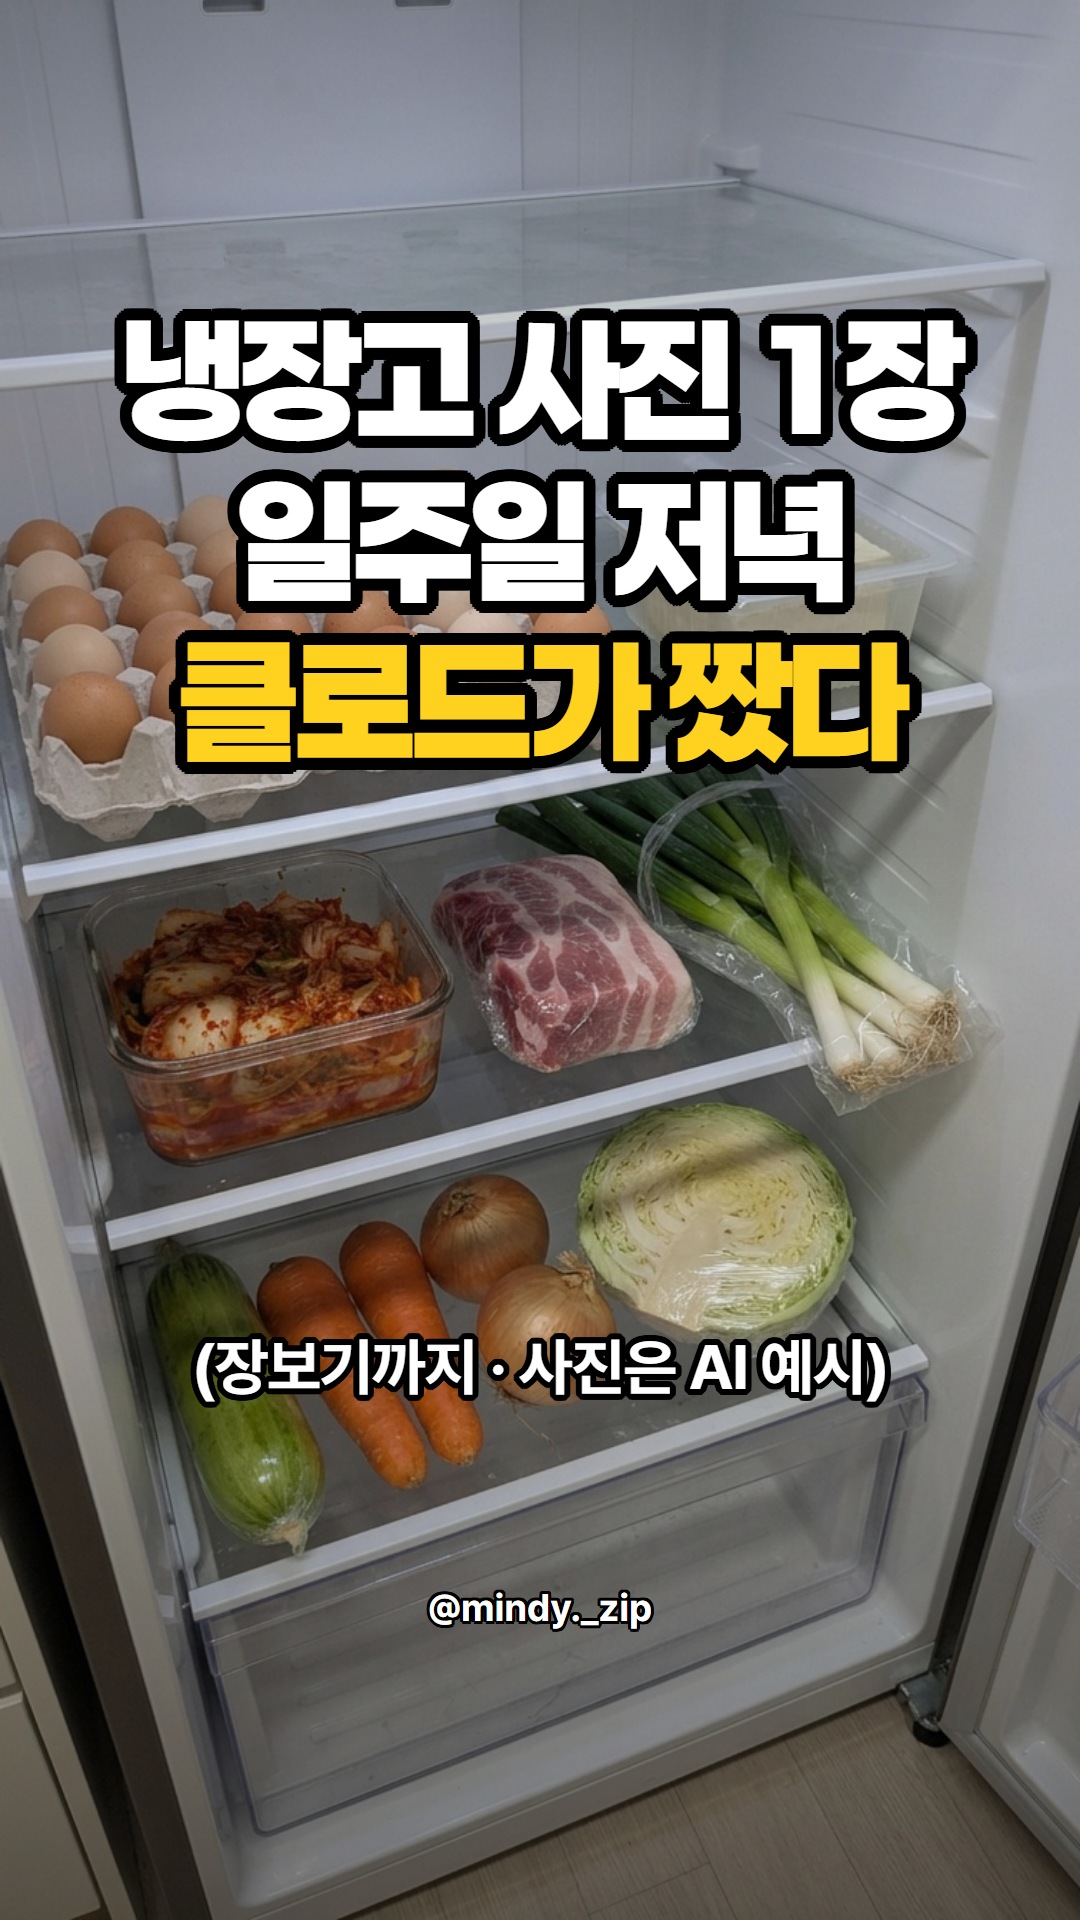 냉장고 사진 1장
일주일 저녁
클로드가 짰다
(장보기까지 · 사진은 AI 예시)
@mindy._zip